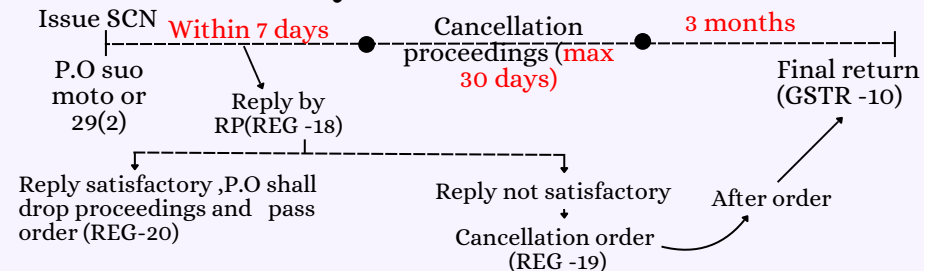 Issue SCN
Within 7 days
Cancellation
proceedings (max
30 days)
3 months
P.O suo
moto or
29(2)
Reply by
RP(REG -18)
Final return
(GSTR -10)
Reply satisfactory ,P.O shall
drop proceedings and pass
order (REG-20)
Reply not satisfactory
After order
Cancellation order
(REG -19)